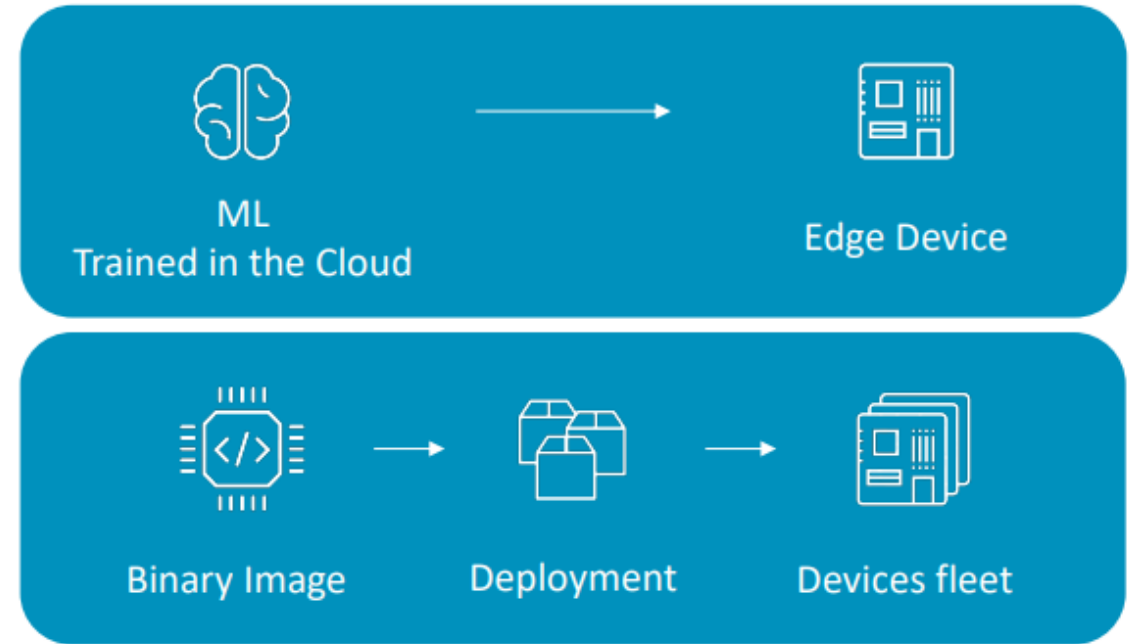 ML
Trained in the Cloud
Edge Device
</>
Binary Image
Deployment
Devices fleet